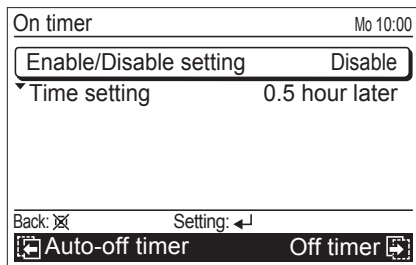 On timer Mo 10:00
Enable/Disable setting Disable
Time setting 0.5 hour later
Back: Setting:
Auto-off timer Off timer